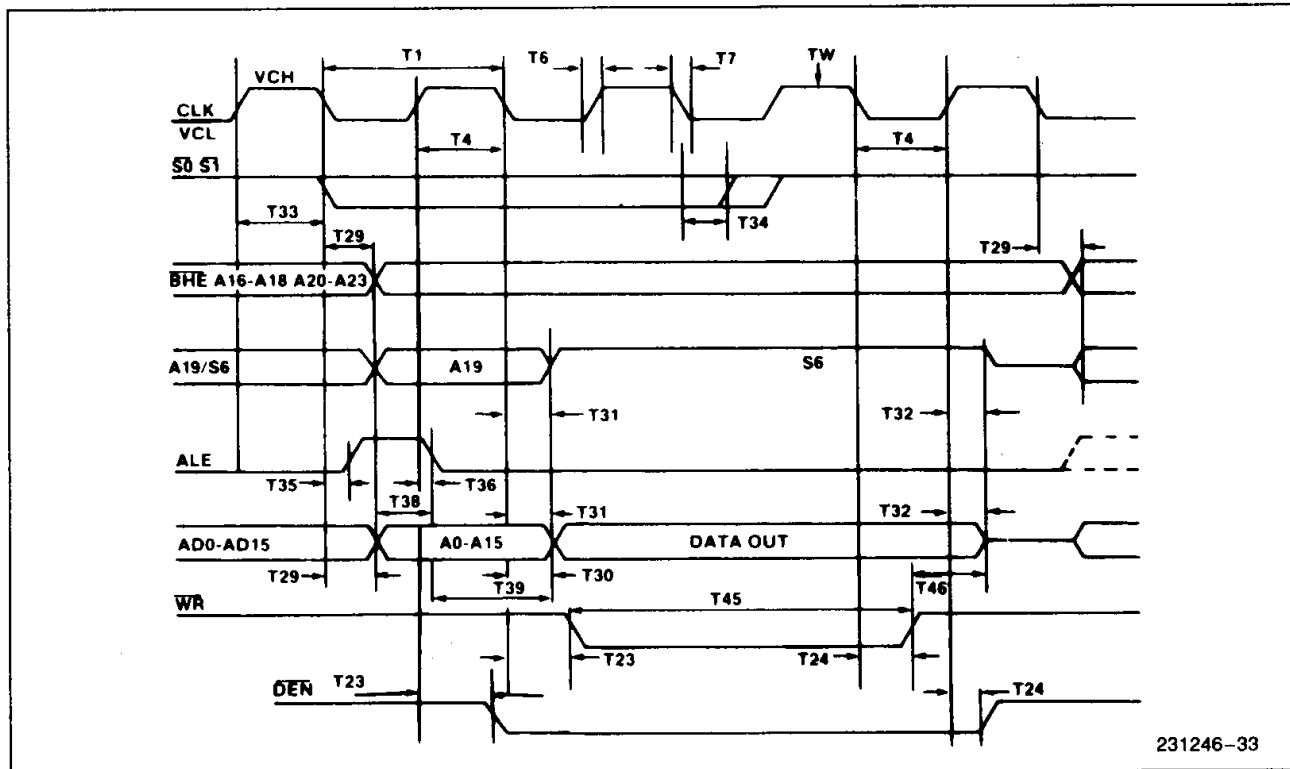 T1 T6 T7 TW
VCH
CLK
VCL
T4 T4
S0 S1
T33 T34
T29 T29
BHE A16-A18 A20-A23
A19/S6 A19 S6
T31 T32
ALE
T35 T36
T38
T31 T32
AD0-AD15 A0-A15 DATA OUT
T29 T30
T39 T46
T45
WR
T23 T24
T23 T24
DEN
231246-33